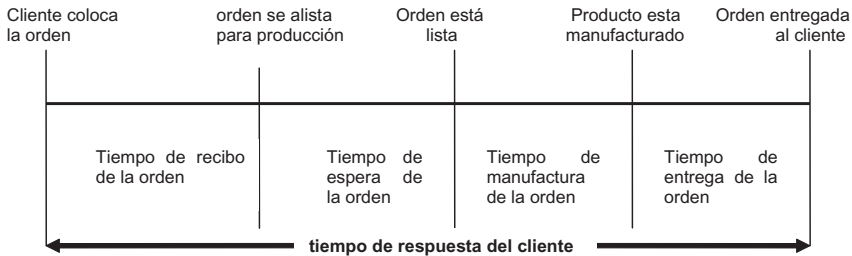 Cliente coloca
la orden
orden se alista
para producción
Orden está
lista
Producto esta
manufacturado
Orden entregada
al cliente
Tiempo de recibo
de la orden
Tiempo de
espera de
la orden
Tiempo de
manufactura
de la orden
Tiempo de
entrega de la
orden
tiempo de respuesta del cliente